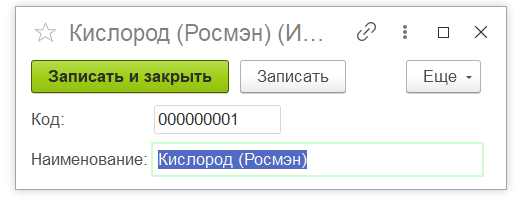 Кислород (Росмэн) (И...
Записать и закрыть Записать Еще
Код: 000000001
Наименование: Кислород (Росмэн)